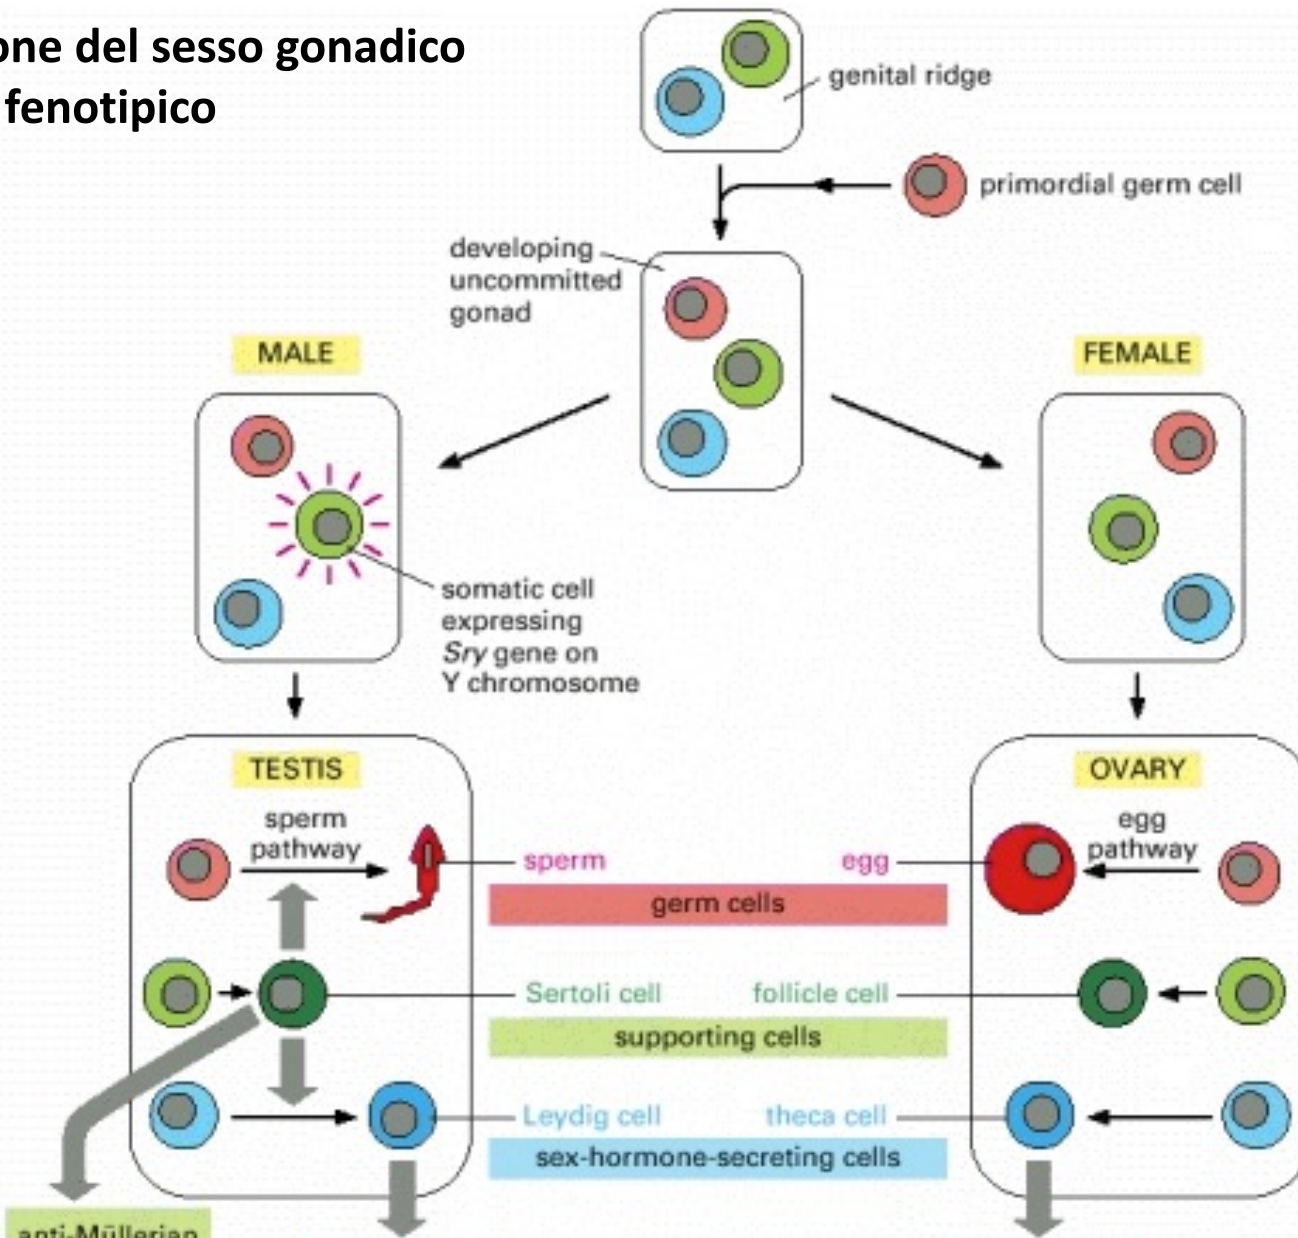 one del sesso gonadico
fenotipico
genital ridge
primordial germ cell
developing
uncommitted
gonad
MALE
FEMALE
somatic cell
expressing
Sry gene on
Y chromosome
TESTIS
OVARY
sperm
pathway
egg
pathway
sperm
egg
germ cells
Sertoli cell
follicle cell
supporting cells
Leydig cell
theca cell
sex-hormone-secreting cells
anti-Müllerian